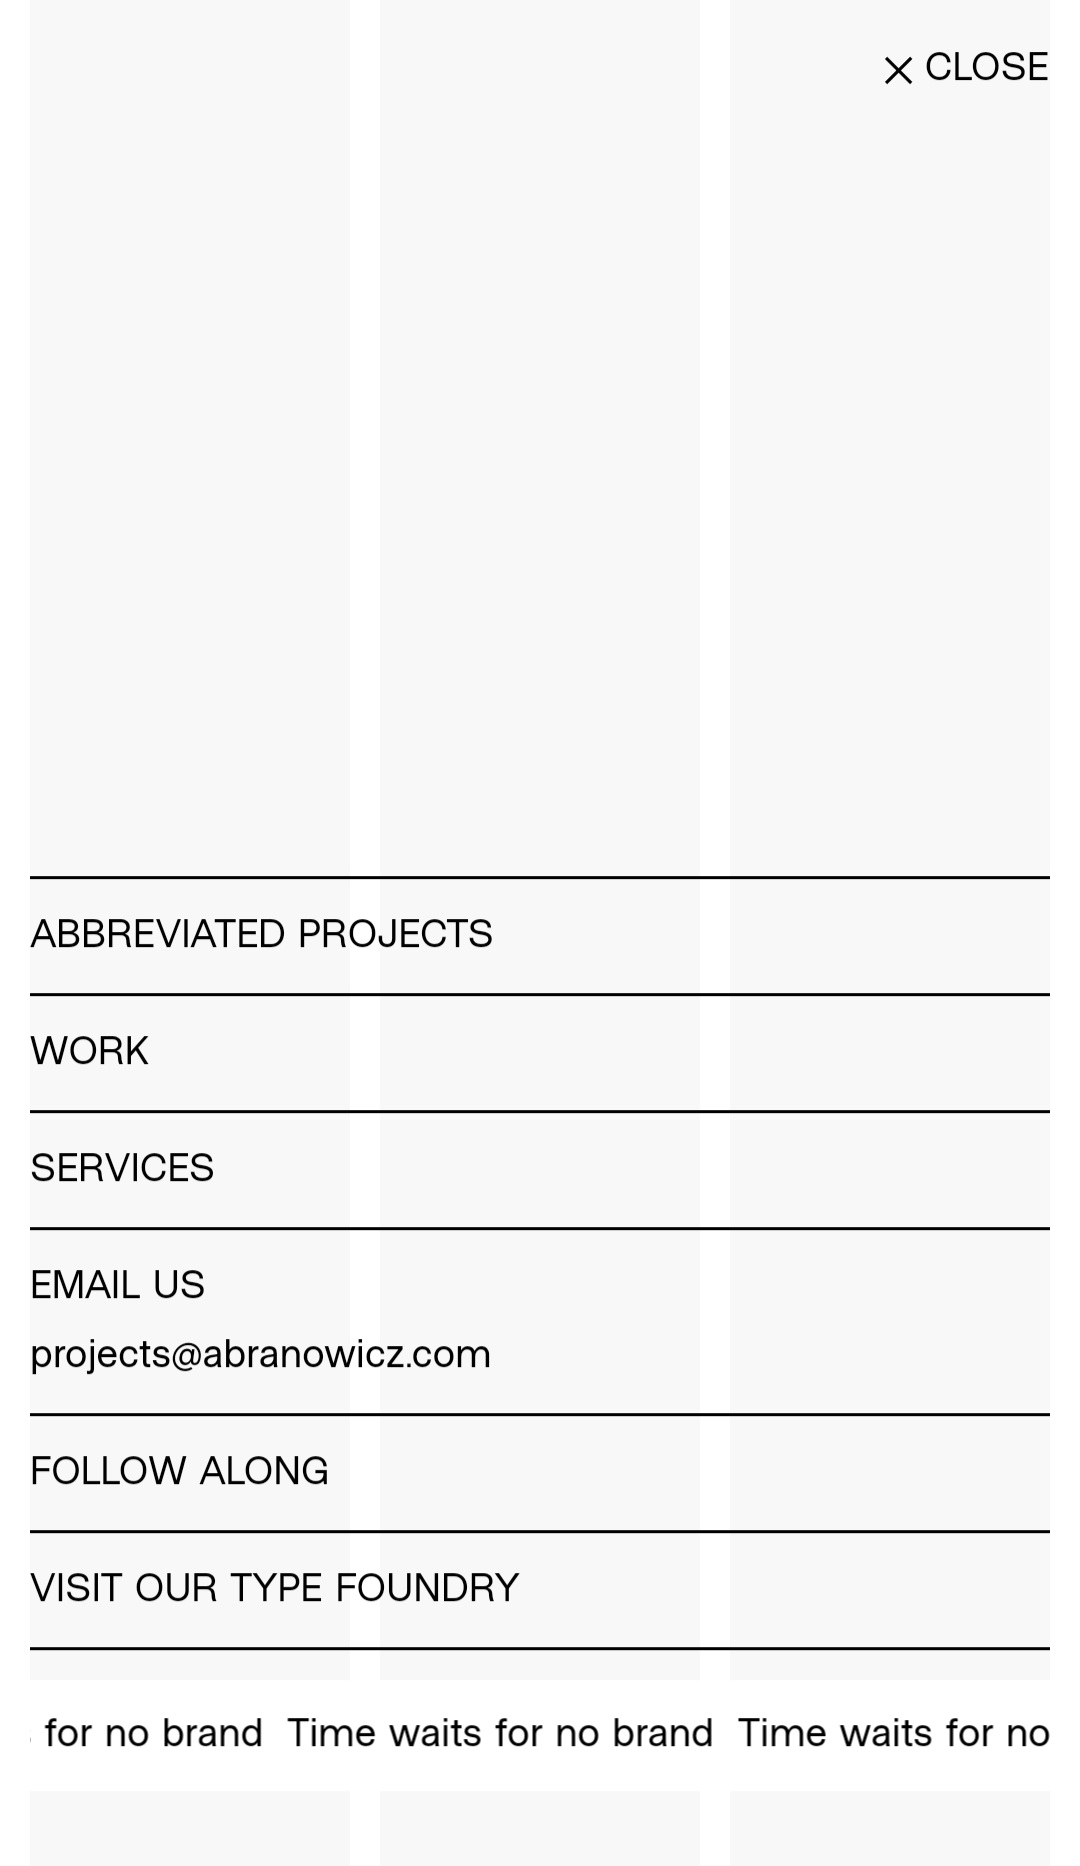 CLOSE
ABBREVIATED PROJECTS
WORK
SERVICES
EMAIL US
projects@abranowicz.com
FOLLOW ALONG
VISIT OUR TYPE FOUNDRY
for no brand Time waits for no brand Time waits for no